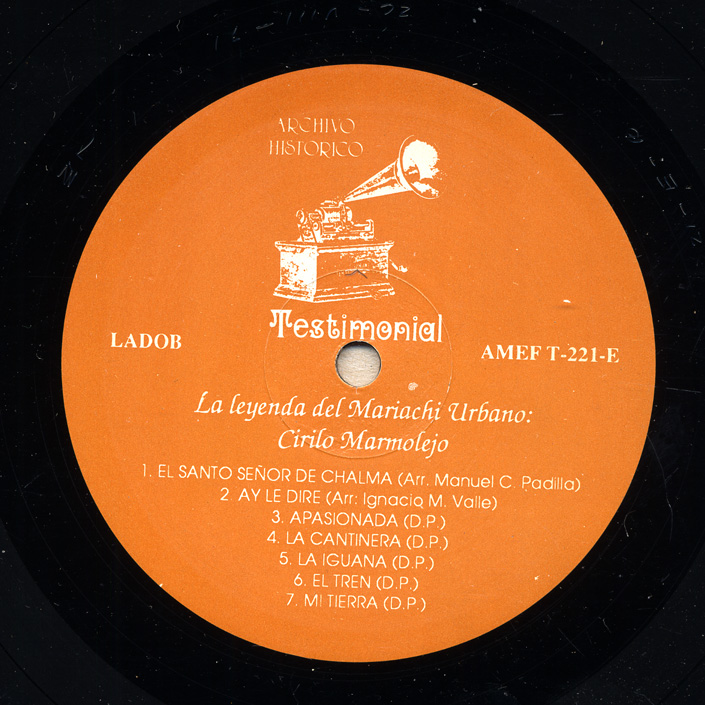 ARCHIVO
HISTORICO
Testimonial
LADOB
AMEF T-221-E
La leyenda del Mariachi Urbano:
Cirilo Marmolejo
1. EL SANTO SEÑOR DE CHALMA (Arr. Manuel C. Padilla)
2 AY LE DIRE (Arr: Ignacio M. Valle)
3. APASIONADA (D.P.)
4. LA CANTINERA (D.P.)
5. LA IGUANA (D.P.)
6. EL TREN (D.P.)
7. MI TIERRA (D.P.)